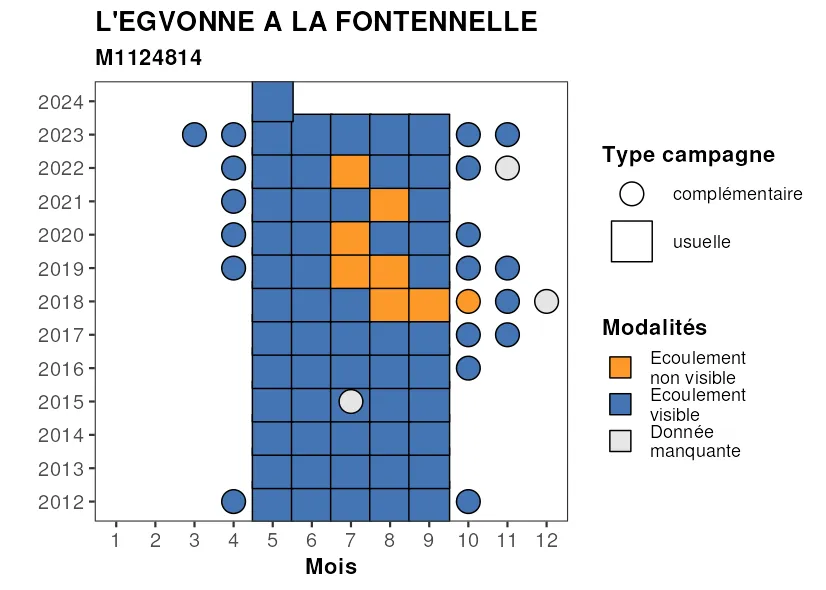 L'EGVONNE A LA FONTENNELLE
M1124814
2024
2023
2022
2021
2020
2019
2018
2017
2016
2015
2014
2013
2012
1 2 3 4 5 6 7 8 9 10 11 12
Mois
Type campagne
complémentaire
usuelle
Modalités
Ecoulement
non visible
Ecoulement
visible
Donnée
manquante